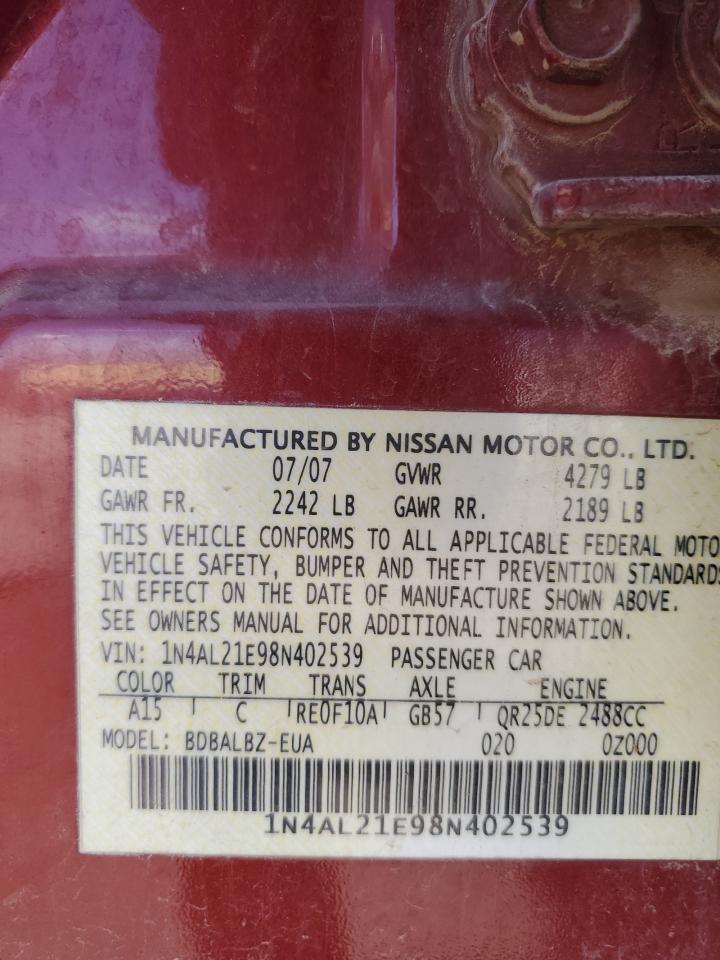 MANUFACTURED BY NISSAN MOTOR CO., LTD.
DATE 07/07 GVWR 4279 LB
GAWR FR. 2242 LB GAWR RR. 2189 LB
THIS VEHICLE CONFORMS TO ALL APPLICABLE FEDERAL MOTO
VEHICLE SAFETY, BUMPER AND THEFT PREVENTION STANDARDS
IN EFFECT ON THE DATE OF MANUFACTURE SHOWN ABOVE.
SEE OWNERS MANUAL FOR ADDITIONAL INFORMATION.
VIN: 1N4AL21E98N402539 PASSENGER CAR
COLOR TRIM TRANS AXLE ENGINE
A15 C RE0F10A GB57 QR25DE 2488CC
MODEL: BDBALBZ-EUA 020 0Z000
1N4AL21E98N402539